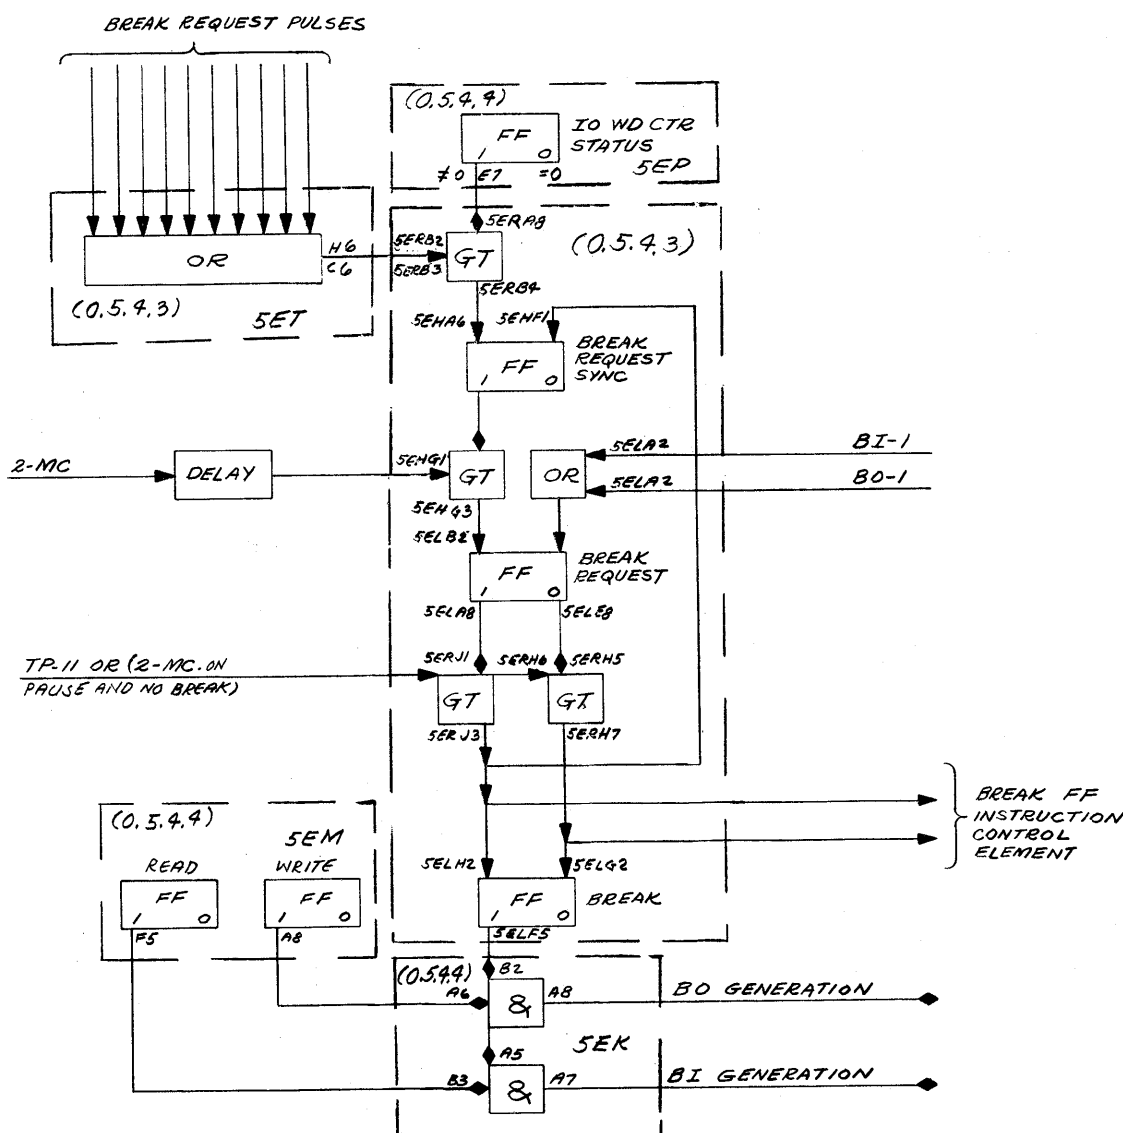 BREAK REQUEST PULSES
(0.5.4.4)
FF
1 0
IO WD CTR
STATUS
5EP
≠0 E7 =0
5ERA8
OR
H6
C6
(0.5.4.3)
5ET
5ERB2
5ERB3
GT
(0.5.4.3)
5ERB4
5EHA6
5EHF1
FF
1 0
BREAK
REQUEST
SYNC
2-MC
DELAY
5EHG1
GT
OR
5ELA2
BI-1
5ELA2
BO-1
5EHG3
5ELB2
FF
1 0
BREAK
REQUEST
5ELA8
5ELE8
TP-11 OR (2-MC. ON
PAUSE AND NO BREAK)
5ERJ1
5ERH6
5ERH5
GT
GT
5ERJ3
5ERH7
BREAK FF
INSTRUCTION
CONTROL
ELEMENT
(0.5.4.4)
5EM
READ
WRITE
FF
1 0
FF
1 0
F5
A8
5ELH2
5ELG2
FF
1 0
BREAK
5ELF5
(0.5.4.4)
B2
A6
&
A8
BO GENERATION
5EK
A5
B3
&
A7
BI GENERATION